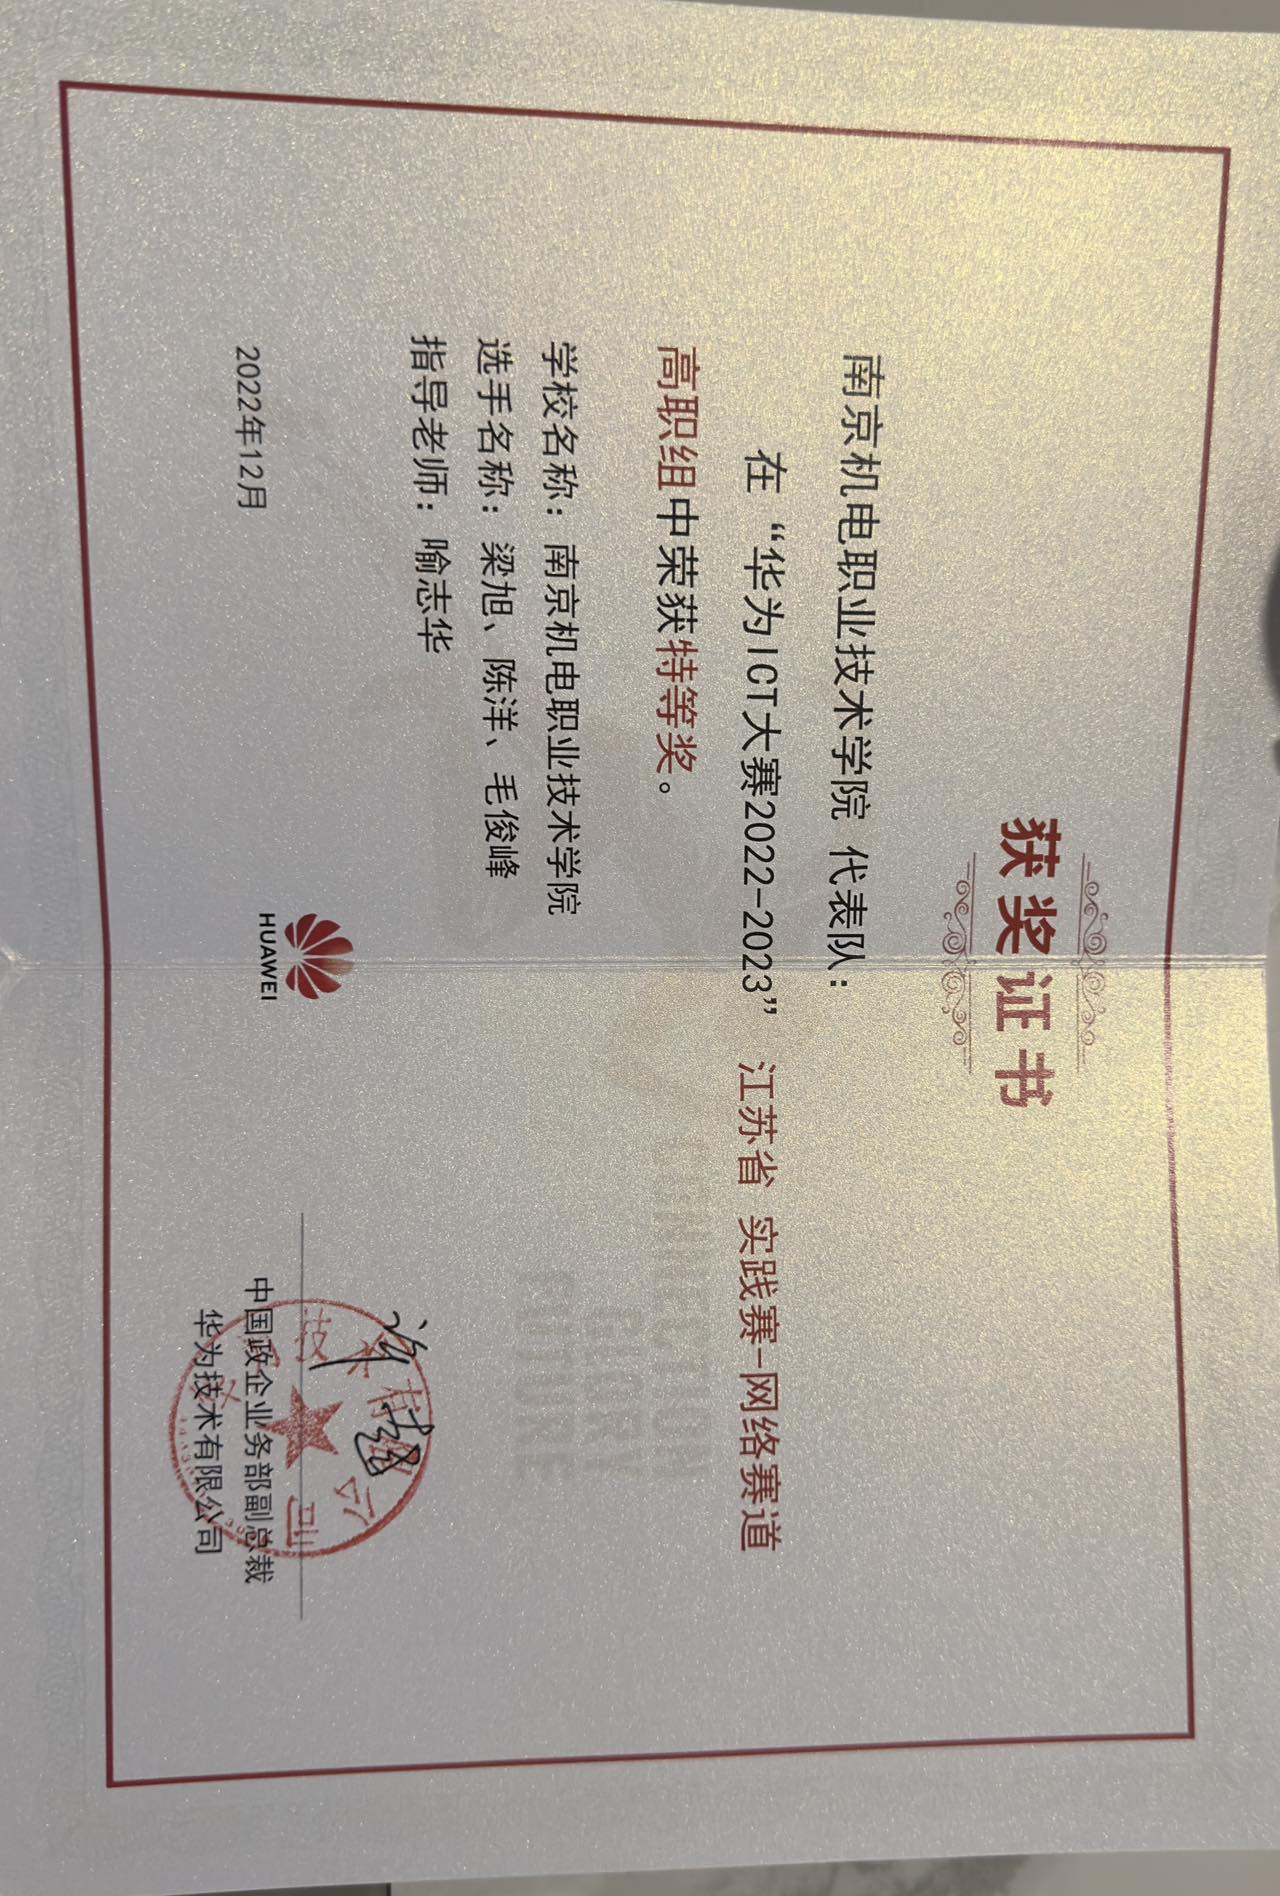 获奖证书
南京机电职业技术学院 代表队：
在“华为ICT大赛2022-2023” 江苏省 实践赛-网络赛道
高职组中荣获特等奖。
学校名称：南京机电职业技术学院
选手名称：梁旭、陈洋、毛俊峰
指导老师：喻志华
CONNECTION
GLORY
FUTURE
2022年12月
HUAWEI
中国政企业务部副总裁
华为技术有限公司